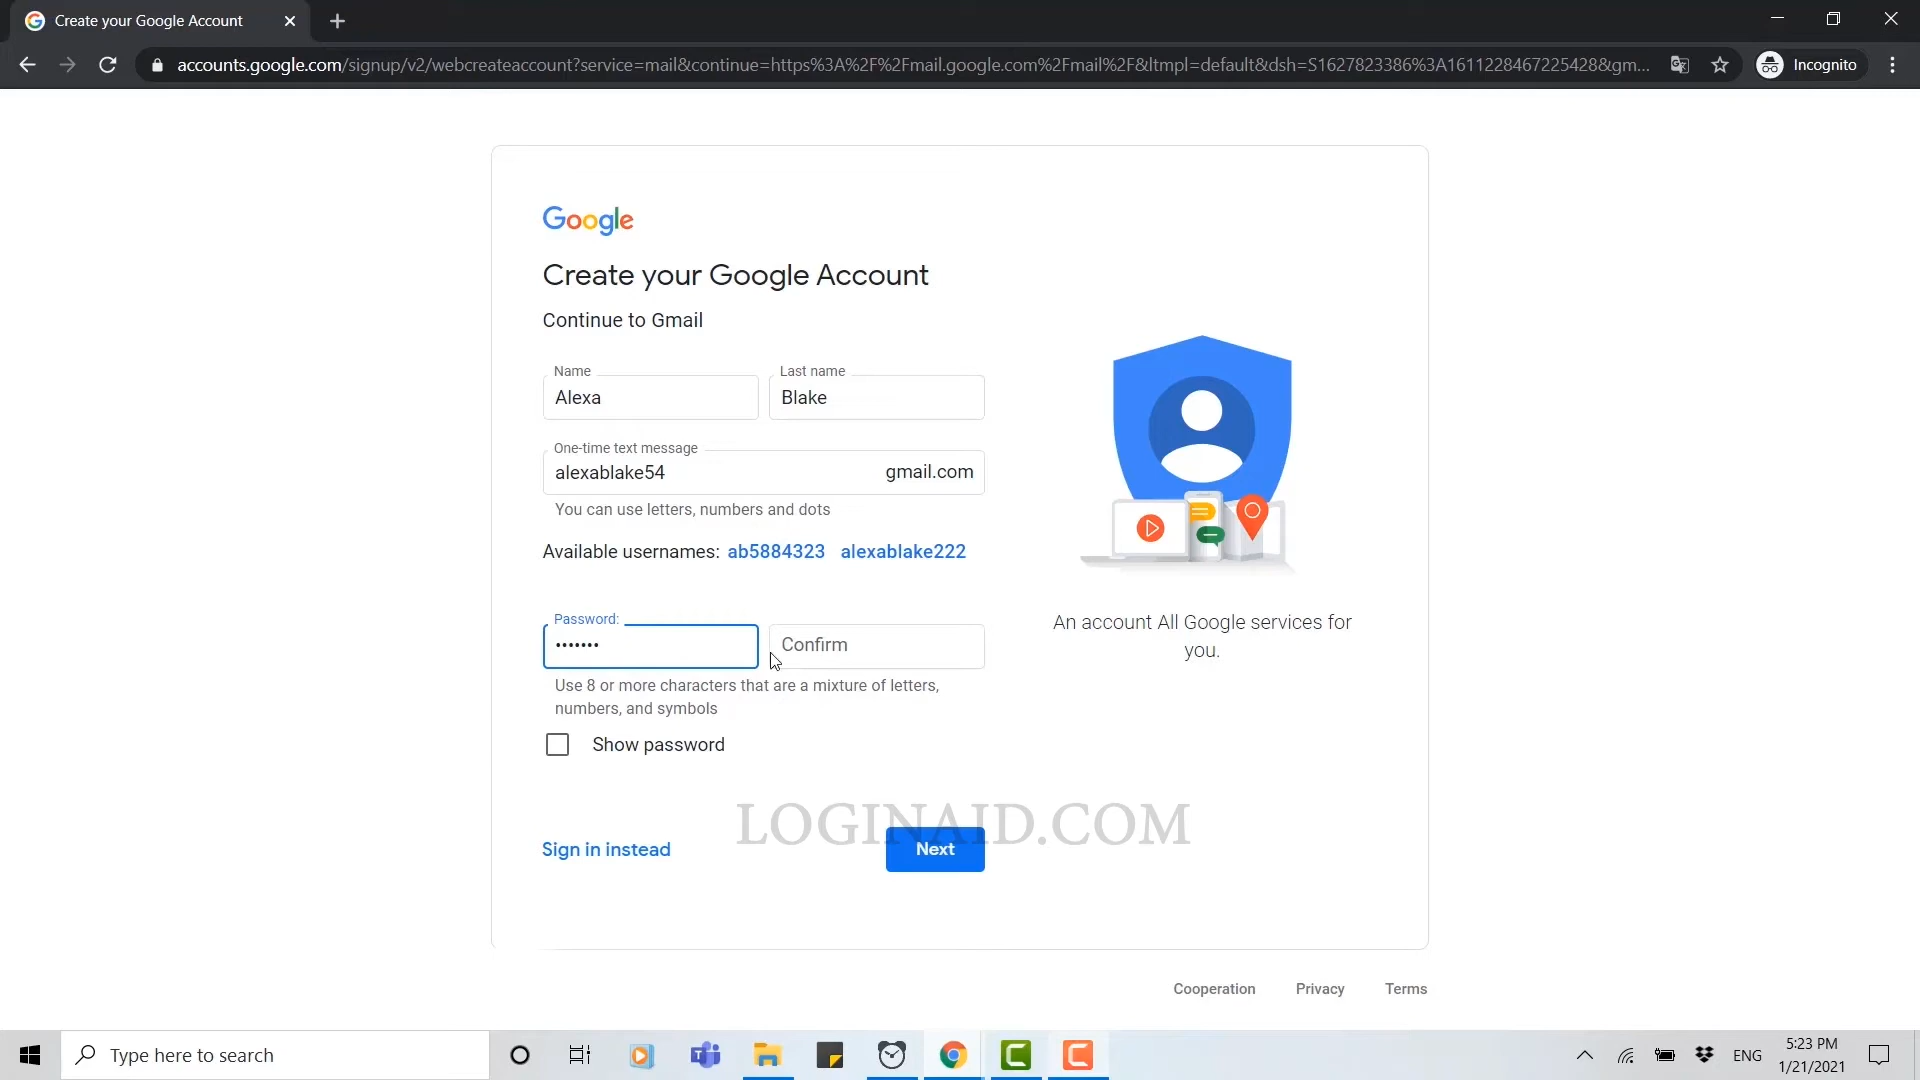 Create your Google Account
accounts.google.com/signup/v2/webcreateaccount?service=mail&continue=https%3A%2F%2Fmail.google.com%2Fmail%2F&ltmpl=default&dsh=S1627823386%3A1611228467225428&gm...
Incognito
Google
Create your Google Account
Continue to Gmail
Name
Last name
Alexa
Blake
One-time text message
alexablake54
gmail.com
You can use letters, numbers and dots
Available usernames: ab5884323 alexablake222
Password:
•••••••
Confirm
Use 8 or more characters that are a mixture of letters,
numbers, and symbols
Show password
An account All Google services for
you.
LOGINAID.COM
Sign in instead
Next
Cooperation
Privacy
Terms
Type here to search
ENG
5:23 PM
1/21/2021